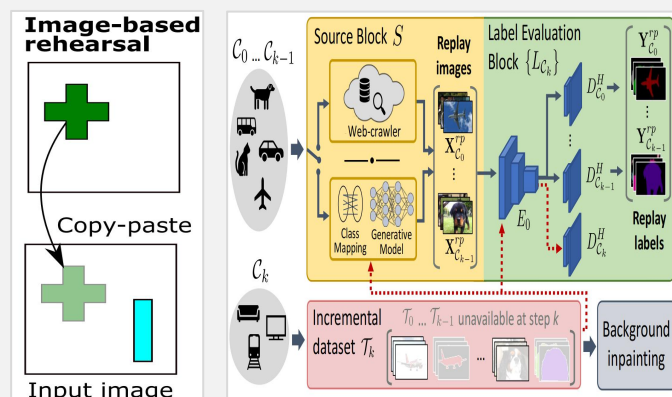 Image-based
rehearsal
Copy-paste
Input image
C0 ... Ck−1
Source Block S
Web-crawler
Class
Mapping
Generative
Model
Replay
images
X^rp_C0
⋮
X^rp_Ck−1
Label Evaluation
Block {L_Ck}
E0
D^H_C0
⋮
D^H_Ck−1
D^H_Ck
Y^rp_C0
⋮
Y^rp_Ck−1
Replay
labels
Ck
Incremental
dataset Tk
T0 ... Tk−1 unavailable at step k
...
Background
inpainting